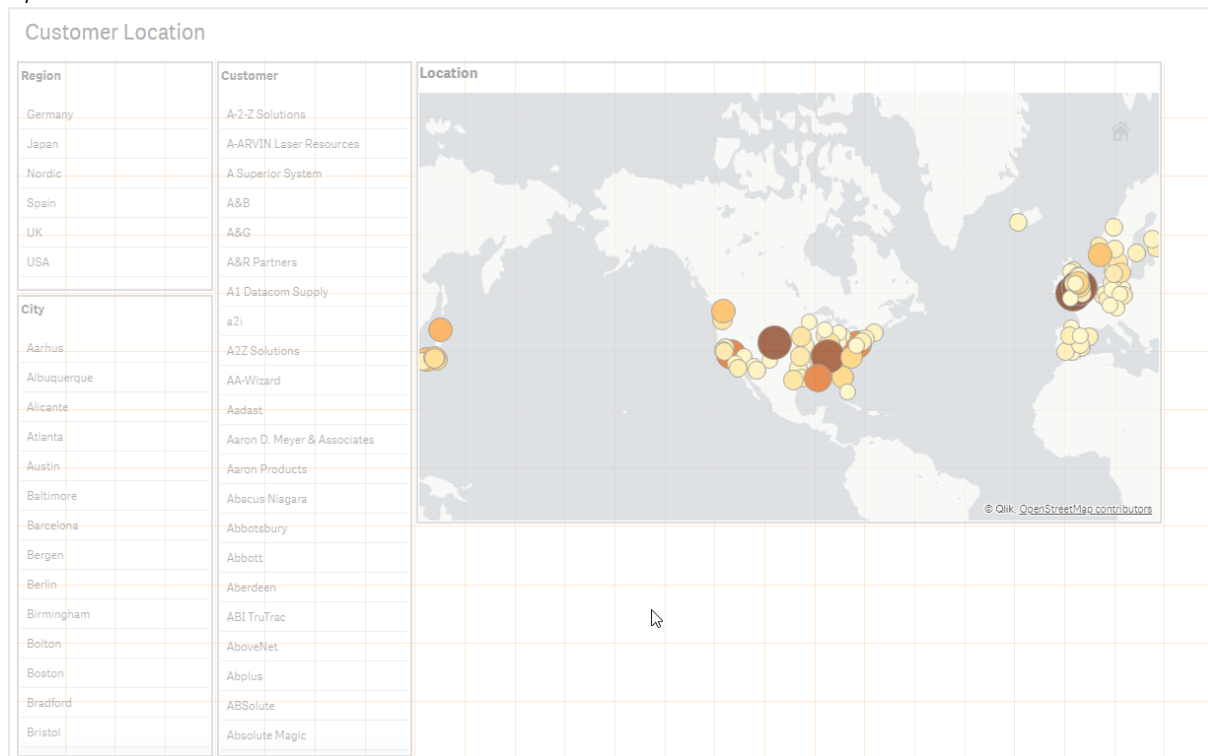 Customer Location
Region
Germany
Japan
Nordic
Spain
UK
USA
City
Aarhus
Albuquerque
Alicante
Atlanta
Austin
Baltimore
Barcelona
Bergen
Berlin
Birmingham
Bolton
Boston
Bradford
Bristol
Customer
A-2-Z Solutions
A-ARVIN Laser Resources
A Superior System
A&B
A&G
A&R Partners
A1 Datacom Supply
a2i
A2Z Solutions
AA-Wizard
Aadast
Aaron D. Meyer & Associates
Aaron Products
Abacus Niagara
Abbotsbury
Abbott
Aberdeen
ABI TruTrac
AboveNet
Abplus
ABSolute
Absolute Magic
Location
© Qlik, OpenStreetMap contributors